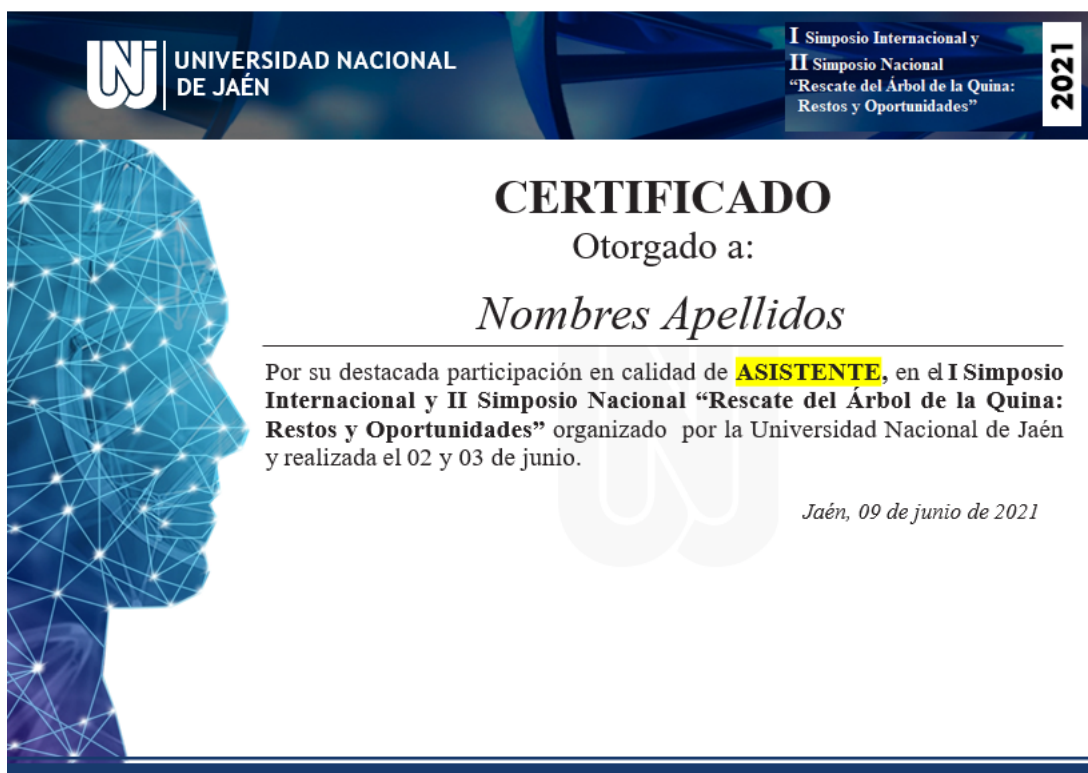 UNj
UNIVERSIDAD NACIONAL
DE JAÉN
I Simposio Internacional y
II Simposio Nacional
“Rescate del Árbol de la Quina:
Restos y Oportunidades”
2021
CERTIFICADO
Otorgado a:
Nombres Apellidos
Por su destacada participación en calidad de ASISTENTE, en el I Simposio
Internacional y II Simposio Nacional “Rescate del Árbol de la Quina:
Restos y Oportunidades” organizado por la Universidad Nacional de Jaén
y realizada el 02 y 03 de junio.
Jaén, 09 de junio de 2021